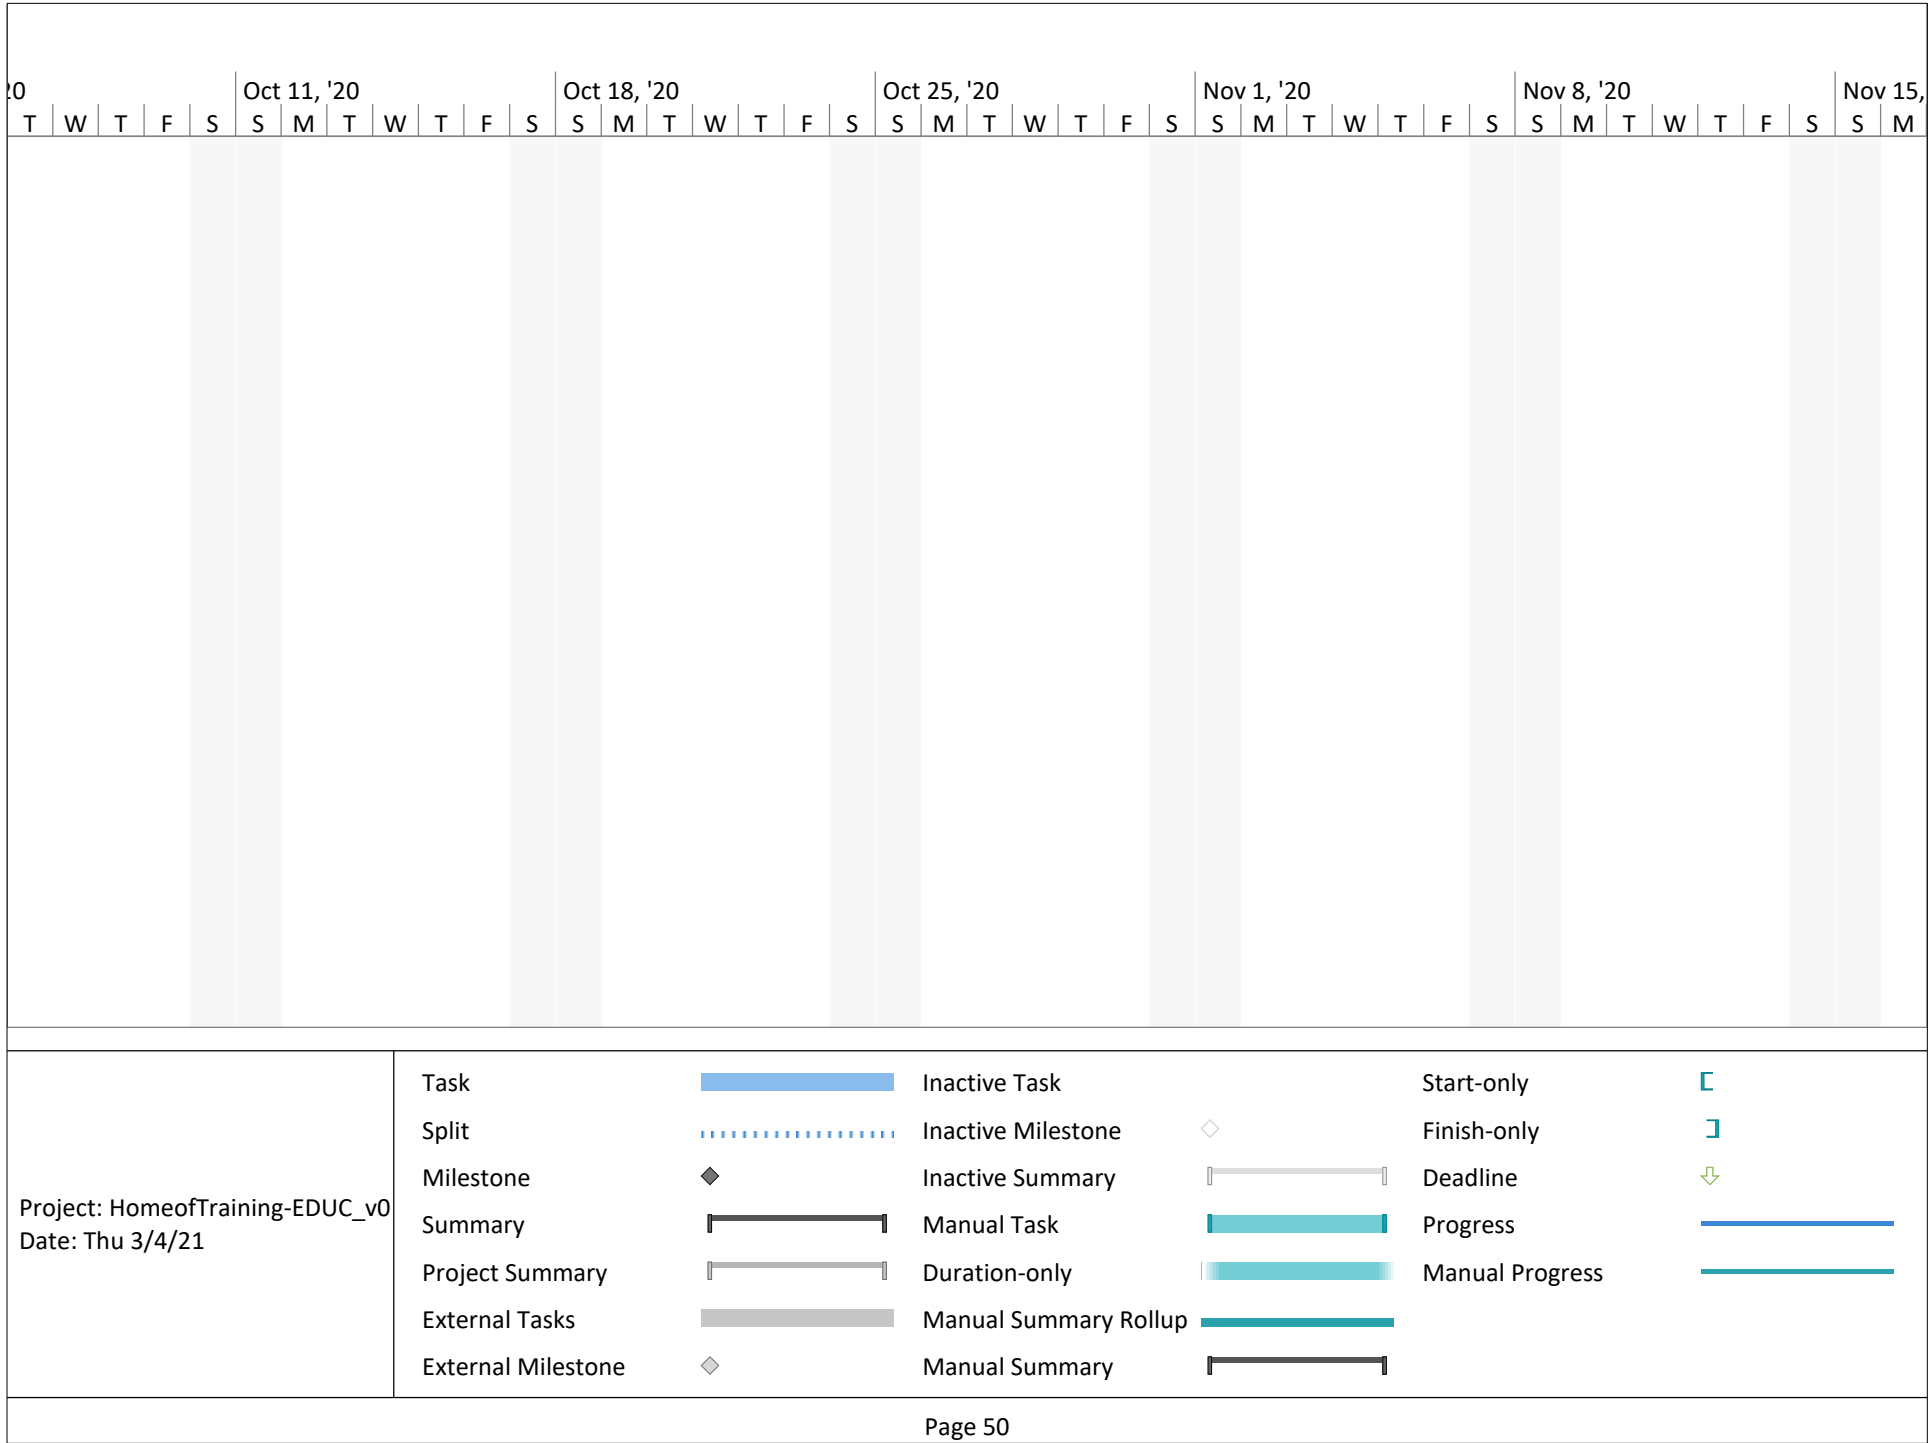 20 Oct 11, '20 Oct 18, '20 Oct 25, '20 Nov 1, '20 Nov 8, '20 Nov 15,
T W T F S S M T W T F S S M T W T F S S M T W T F S S M T W T F S S M T W T F S S M
Task Inactive Task Start-only
Split Inactive Milestone Finish-only
Milestone Inactive Summary Deadline
Project: HomeofTraining-EDUC_v0
Date: Thu 3/4/21
Summary Manual Task Progress
Project Summary Duration-only Manual Progress
External Tasks Manual Summary Rollup
External Milestone Manual Summary
Page 50